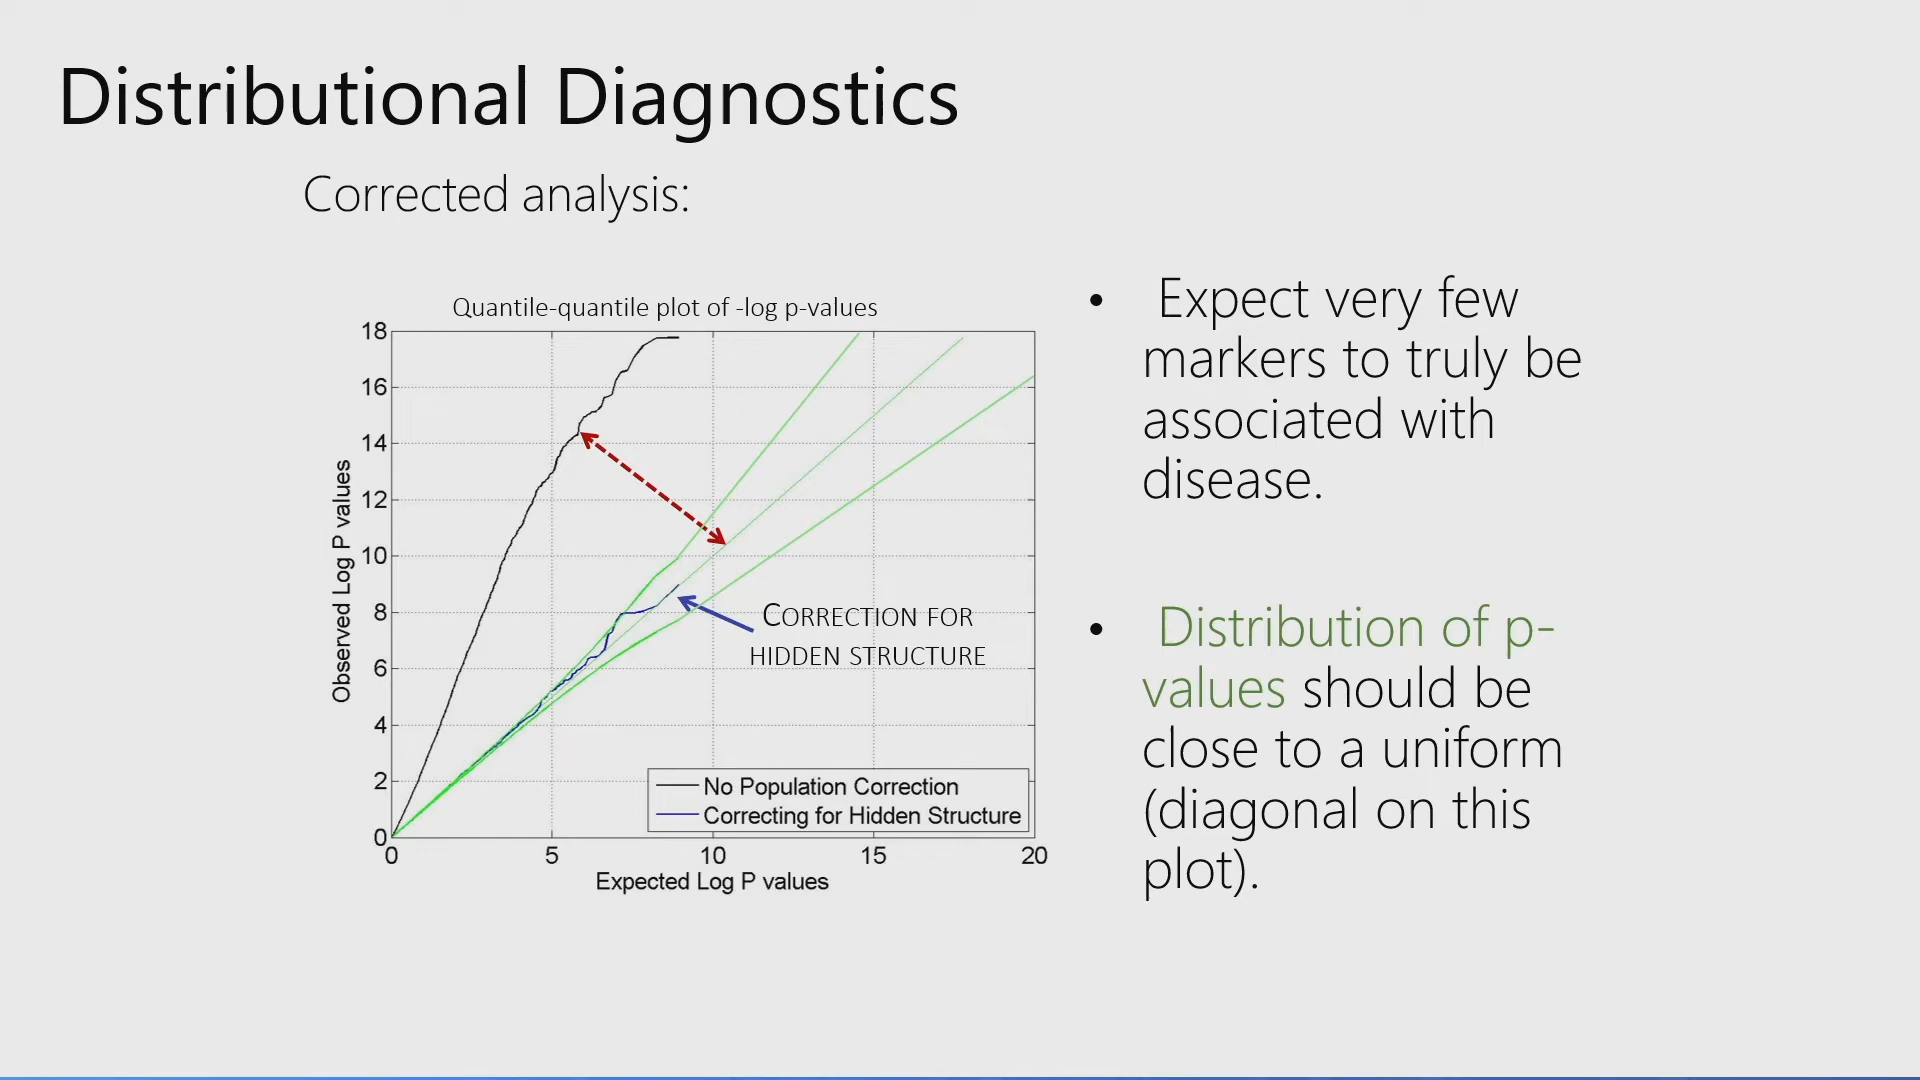 Distributional Diagnostics
Corrected analysis:
Quantile-quantile plot of -log p-values
18
16
14
12
10
8
6
4
2
0
Observed Log P values
0
5
10
15
20
Expected Log P values
CORRECTION FOR
HIDDEN STRUCTURE
No Population Correction
Correcting for Hidden Structure
• Expect very few
markers to truly be
associated with
disease.
• Distribution of p-
values should be
close to a uniform
(diagonal on this
plot).